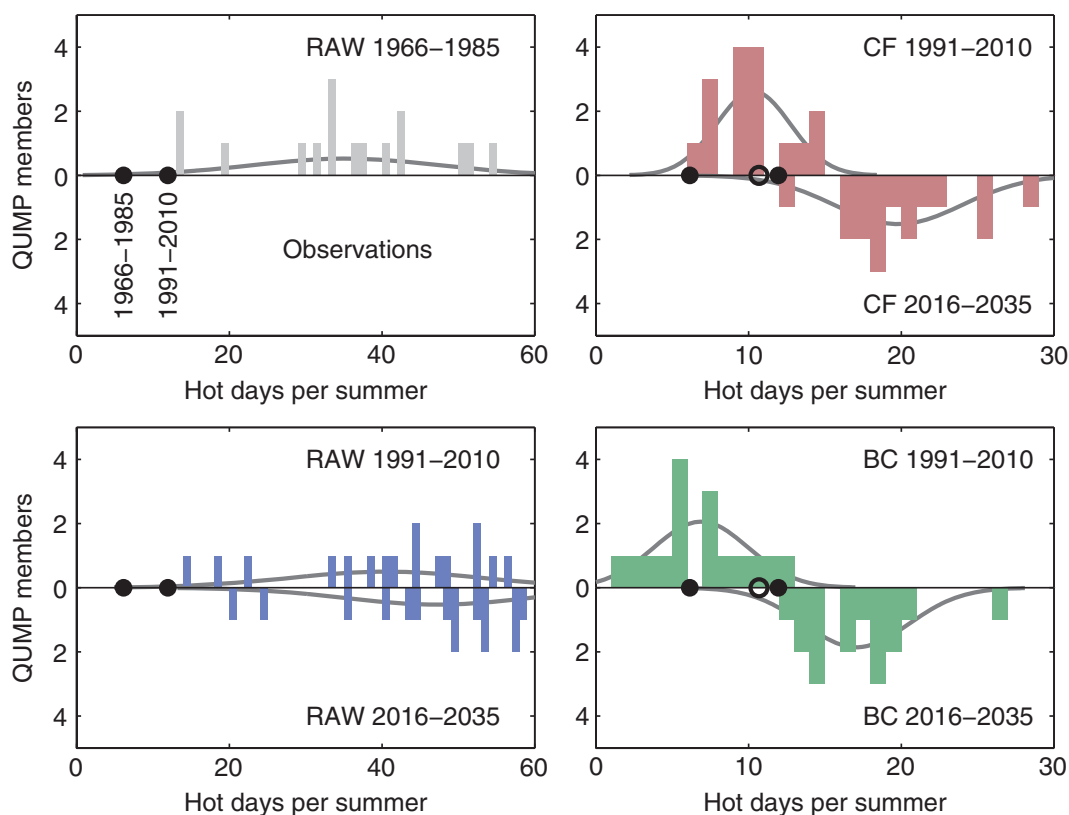 RAW 1966−1985
QUMP members
4
2
0
2
4
1966−1985
1991−2010
Observations
0
20
40
60
Hot days per summer
CF 1991−2010
4
2
0
2
4
CF 2016−2035
0
10
20
30
Hot days per summer
RAW 1991−2010
QUMP members
4
2
0
2
4
RAW 2016−2035
0
20
40
60
Hot days per summer
BC 1991−2010
4
2
0
2
4
BC 2016−2035
0
10
20
30
Hot days per summer